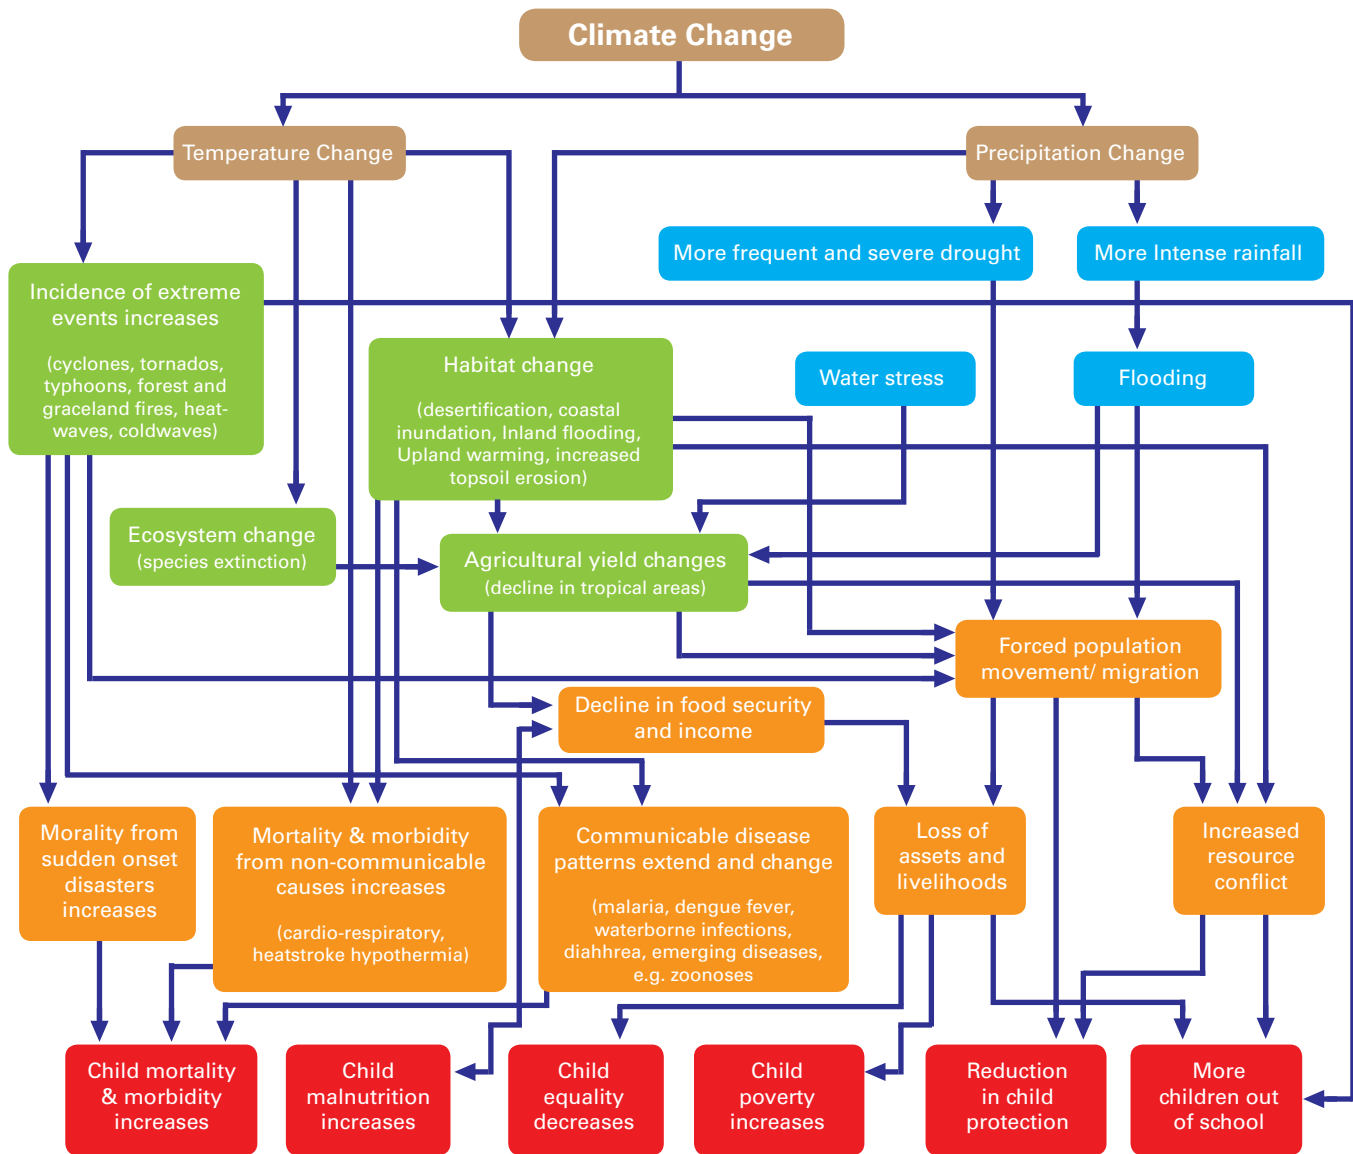 Climate Change
Temperature Change
Precipitation Change
More frequent and severe drought
More Intense rainfall
Incidence of extreme
events increases
(cyclones, tornados,
typhoons, forest and
graceland fires, heat-
waves, coldwaves)
Habitat change
(desertification, coastal
inundation, Inland flooding,
Upland warming, increased
topsoil erosion)
Water stress
Flooding
Ecosystem change
(species extinction)
Agricultural yield changes
(decline in tropical areas)
Forced population
movement/ migration
Decline in food security
and income
Morality from
sudden onset
disasters
increases
Mortality & morbidity
from non-communicable
causes increases
(cardio-respiratory,
heatstroke hypothermia)
Communicable disease
patterns extend and change
(malaria, dengue fever,
waterborne infections,
diahhrea, emerging diseases,
e.g. zoonoses
Loss of
assets and
livelihoods
Increased
resource
conflict
Child mortality
& morbidity
increases
Child
malnutrition
increases
Child
equality
decreases
Child
poverty
increases
Reduction
in child
protection
More
children out
of school